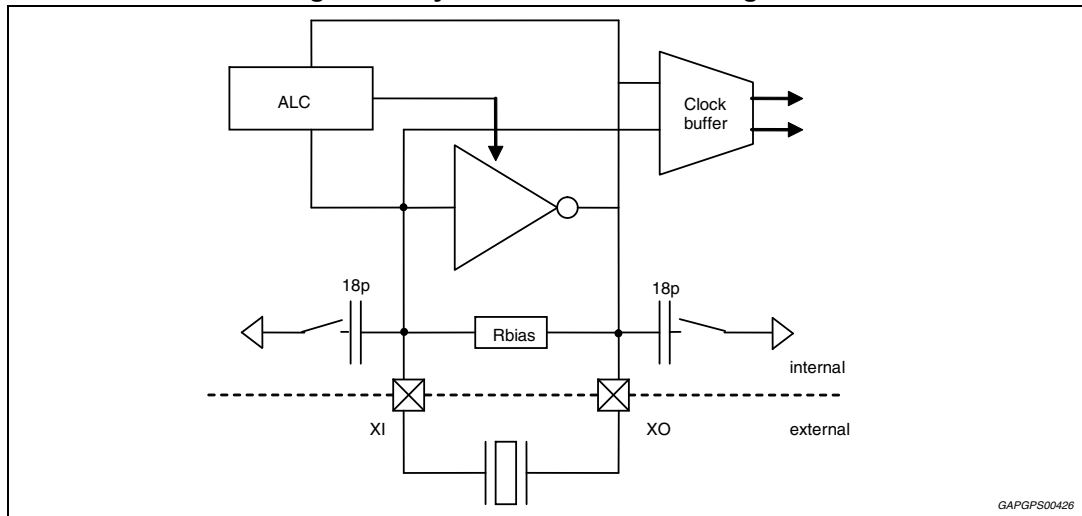 ALC
Clock
buffer
18p
18p
Rbias
internal
XI
XO
external
GAPGPS00426